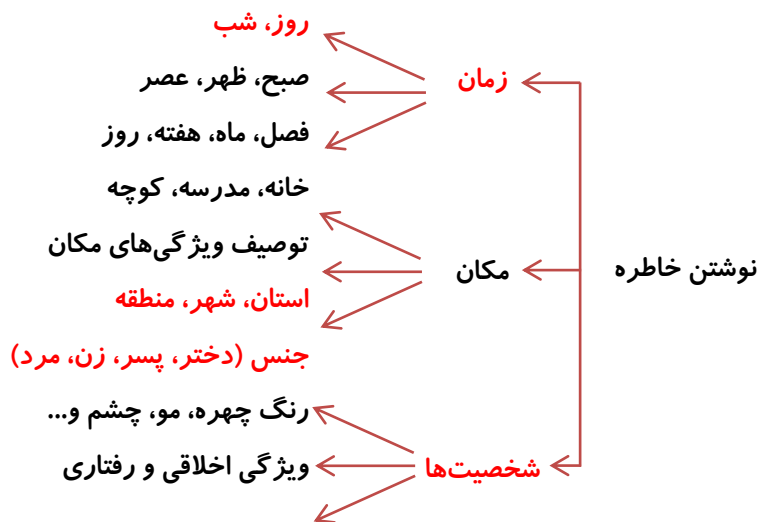 نوشتن خاطره
زمان
روز، شب
صبح، ظهر، عصر
فصل، ماه، هفته، روز
مکان
خانه، مدرسه، کوچه
توصیف ویژگی‌های مکان
استان، شهر، منطقه
شخصیت‌ها
جنس (دختر، پسر، زن، مرد)
رنگ چهره، مو، چشم و...
ویژگی اخلاقی و رفتاری